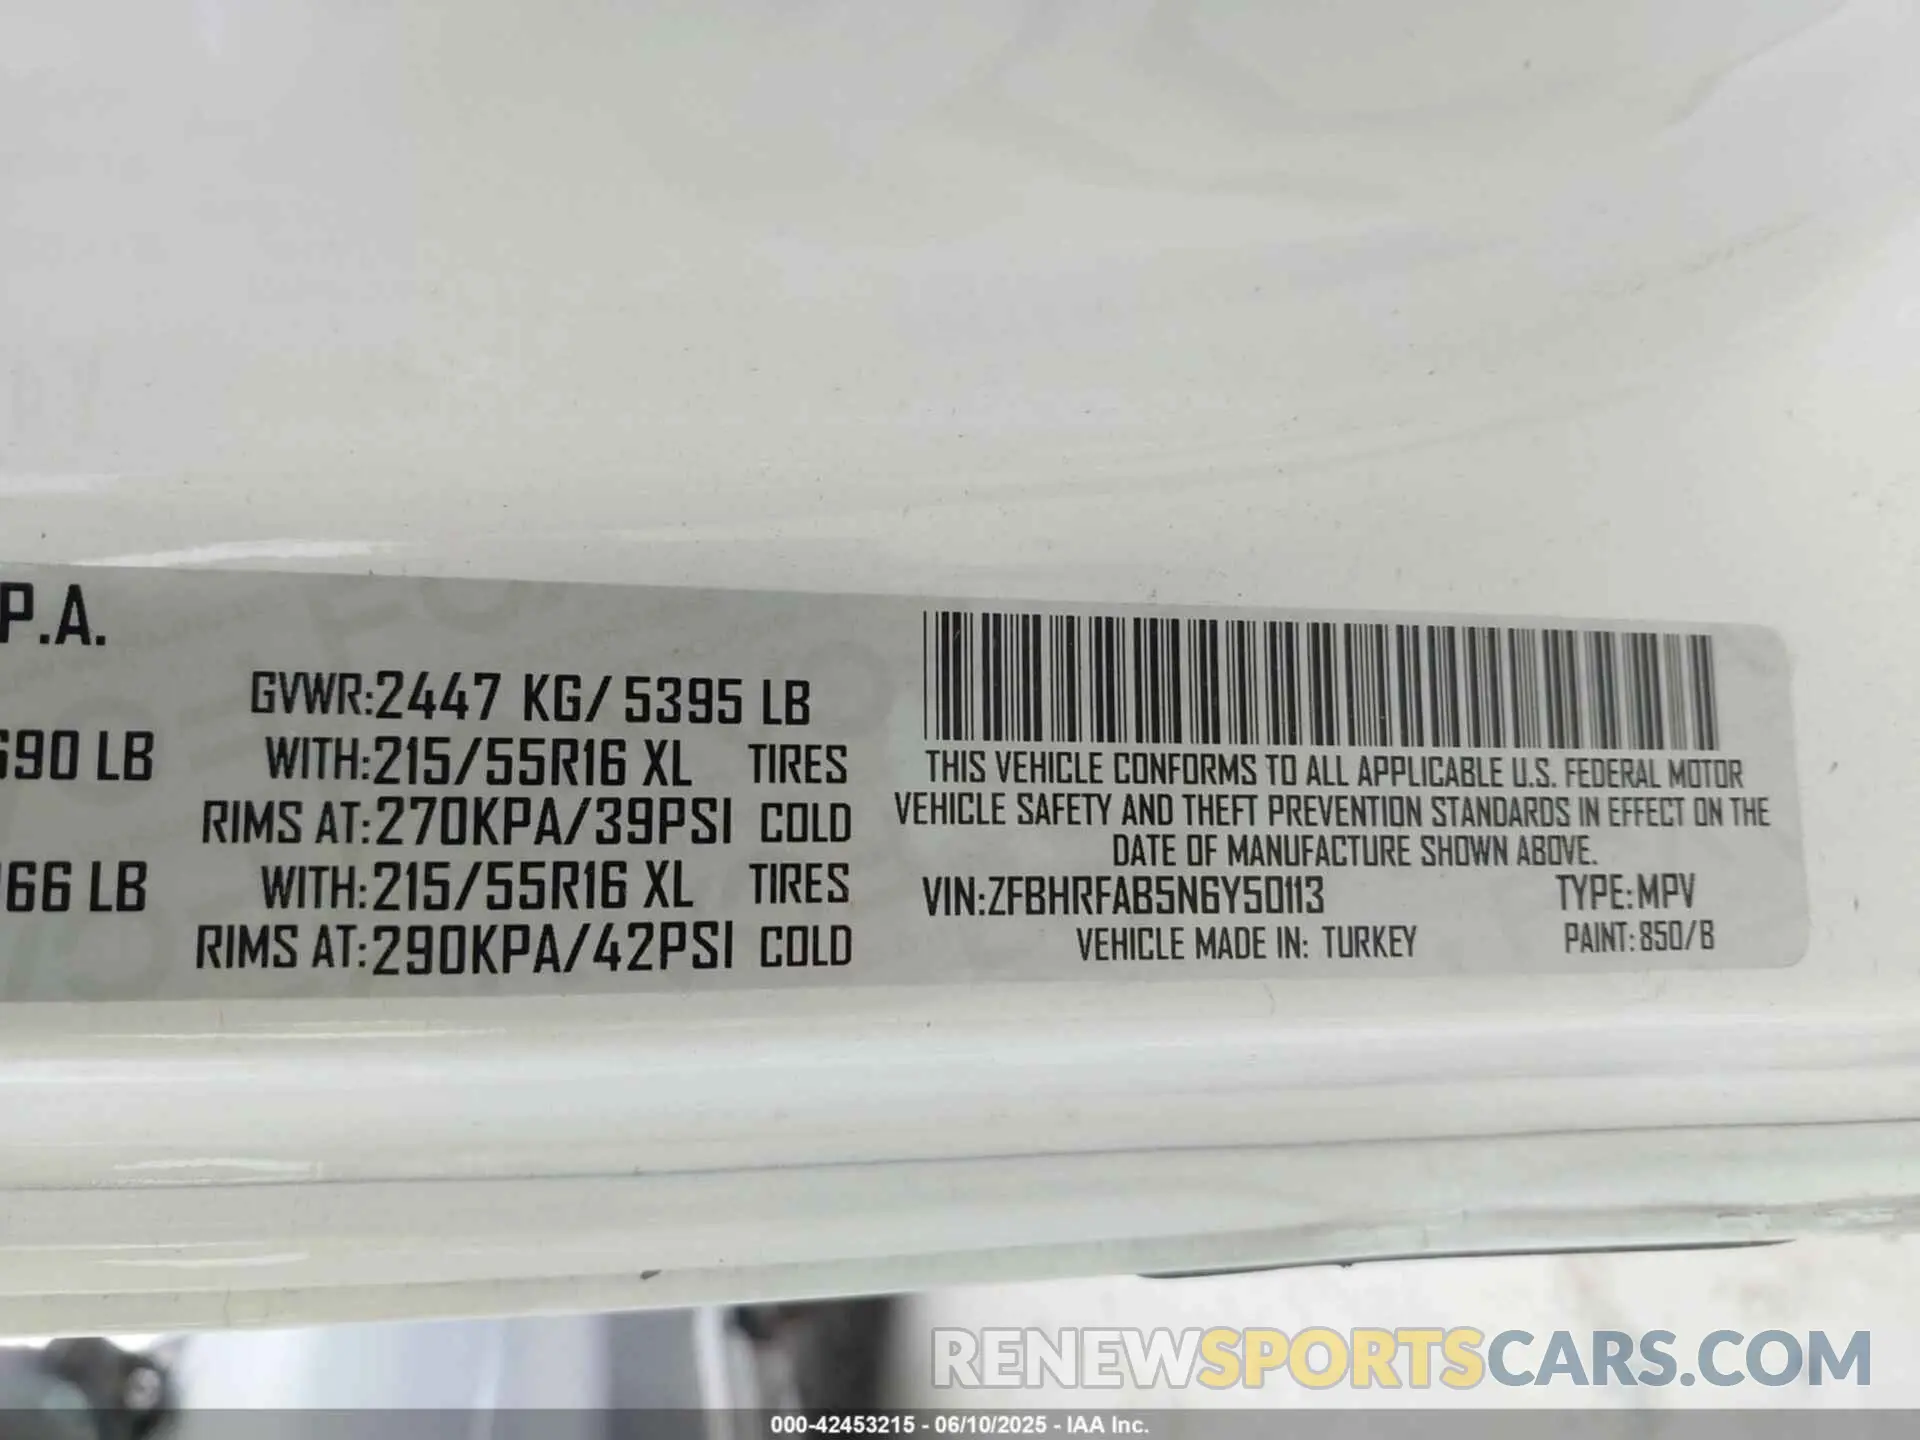 P.A.
GVWR:2447 KG/ 5395 LB
690 LB WITH:215/55R16 XL TIRES
RIMS AT:270KPA/39PSI COLD
166 LB WITH:215/55R16 XL TIRES
RIMS AT:290KPA/42PSI COLD
THIS VEHICLE CONFORMS TO ALL APPLICABLE U.S. FEDERAL MOTOR
VEHICLE SAFETY AND THEFT PREVENTION STANDARDS IN EFFECT ON THE
DATE OF MANUFACTURE SHOWN ABOVE.
VIN:ZFBHRFAB5N6Y50113 TYPE:MPV
VEHICLE MADE IN: TURKEY PAINT:850/B
RENEWSPORTSCARS.COM
000-42453215 - 06/10/2025 - IAA Inc.